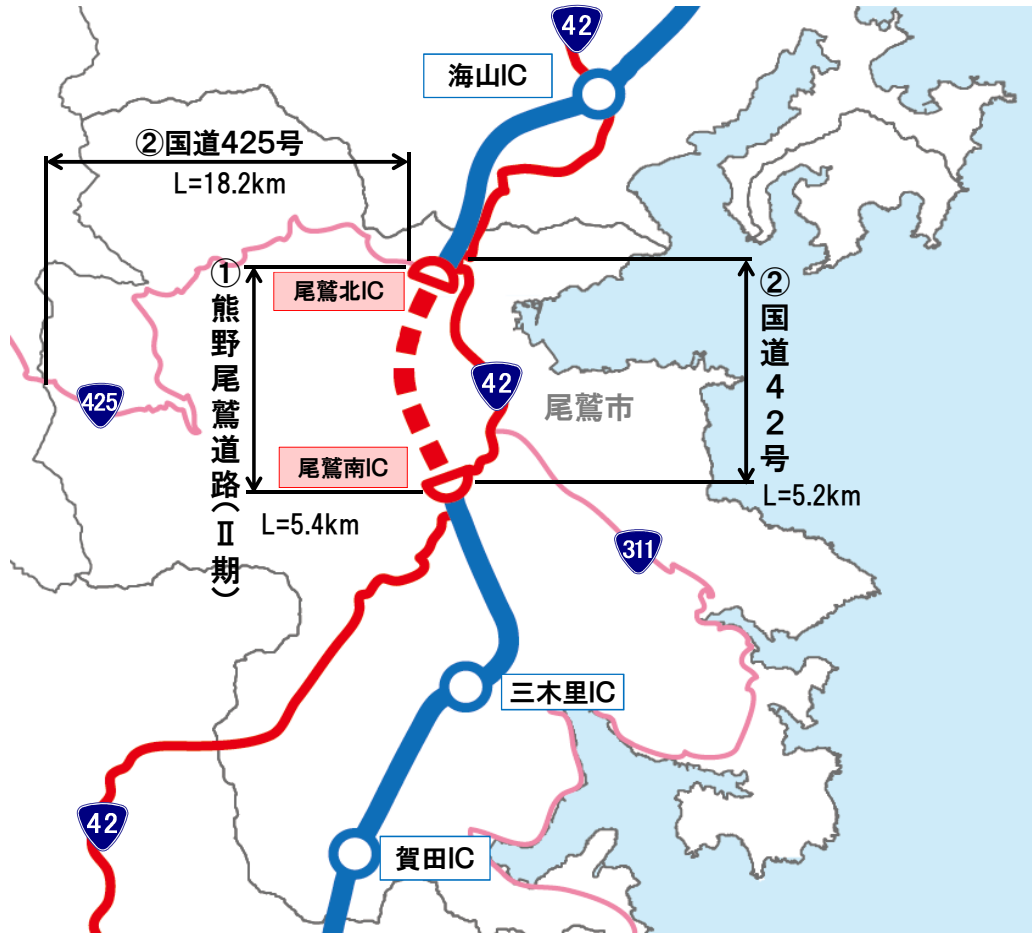 42
海山IC
②国道425号
L=18.2km
①熊野尾鷲道路(Ⅱ期)
尾鷲北IC
②国道42号
425
42
尾鷲市
尾鷲南IC
L=5.2km
L=5.4km
311
三木里IC
42
賀田IC